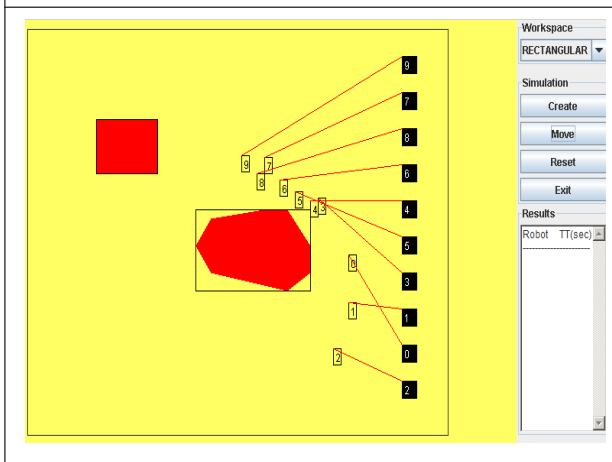 Workspace
RECTANGULAR
Simulation
Create
Move
Reset
Exit
Results
Robot TT(sec)
9
7
8
6
4
5
3
1
0
2
9
7
8
6
5
4
3
0
1
2